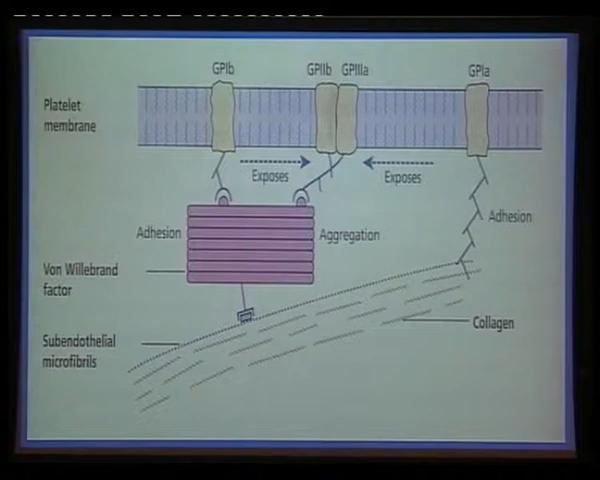 GPIb
GPIIb GPIIIa
GPIa
Platelet
membrane
Exposes
Exposes
Adhesion
Adhesion
Aggregation
Von Willebrand
factor
Collagen
Subendothelial
microfibrils